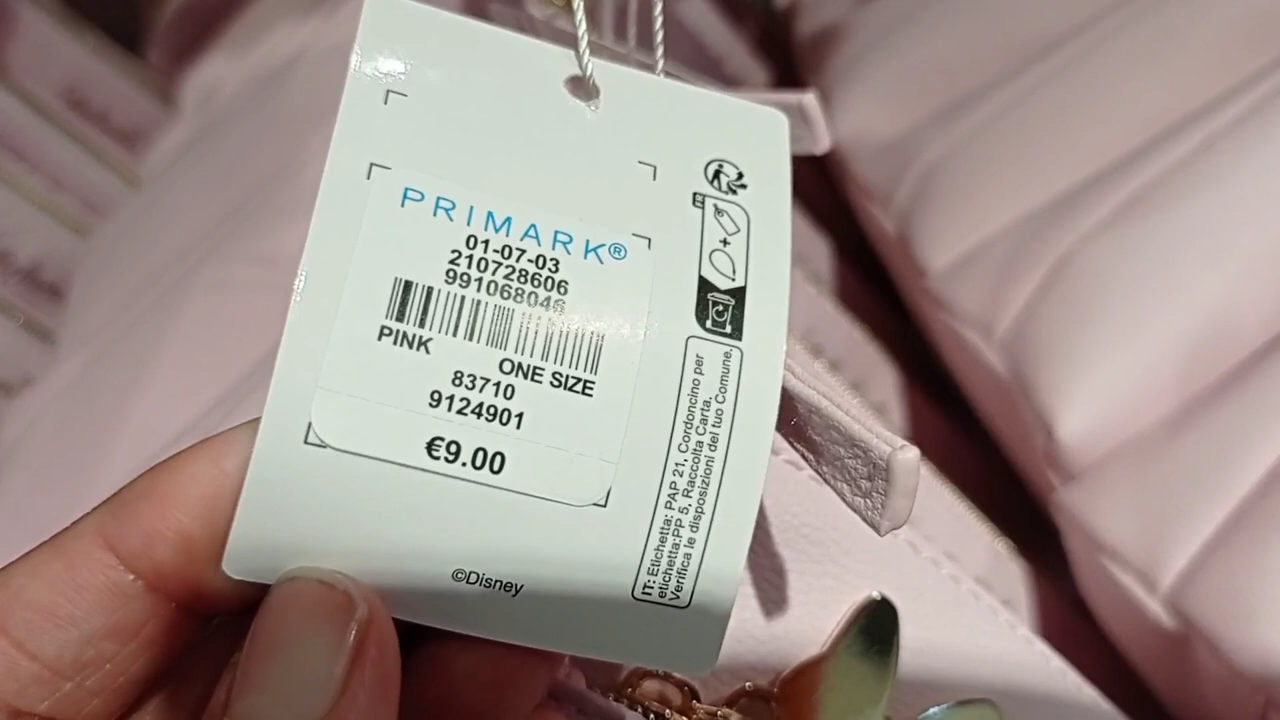 PRIMARK®
01-07-03
210728606
991068046
PINK
ONE SIZE
83710
9124901
€9.00
©Disney
FR
+
IT: Etichetta: PAP 21, Cordoncino per
etichetta:PP 5, Raccolta Carta.
Verifica le disposizioni del tuo Comune.